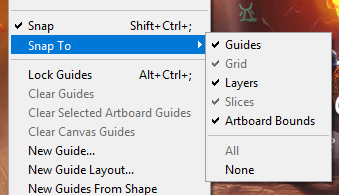 Snap Shift+Ctrl+;
Snap To
Lock Guides Alt+Ctrl+;
Clear Guides
Clear Selected Artboard Guides
Clear Canvas Guides
New Guide...
New Guide Layout...
New Guides From Shape
Guides
Grid
Layers
Slices
Artboard Bounds
All
None